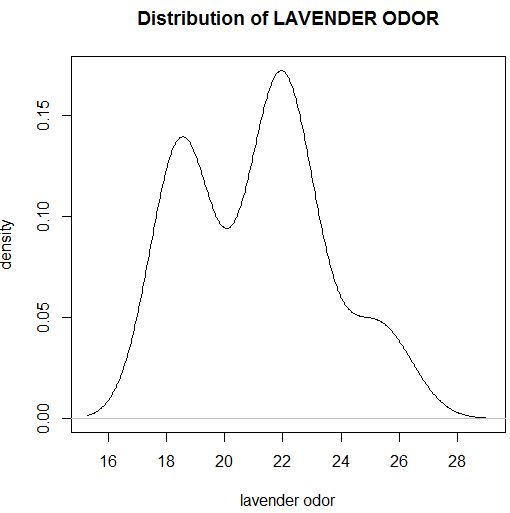 Distribution of LAVENDER ODOR
density
0.15
0.10
0.05
0.00
16 18 20 22 24 26 28
lavender odor